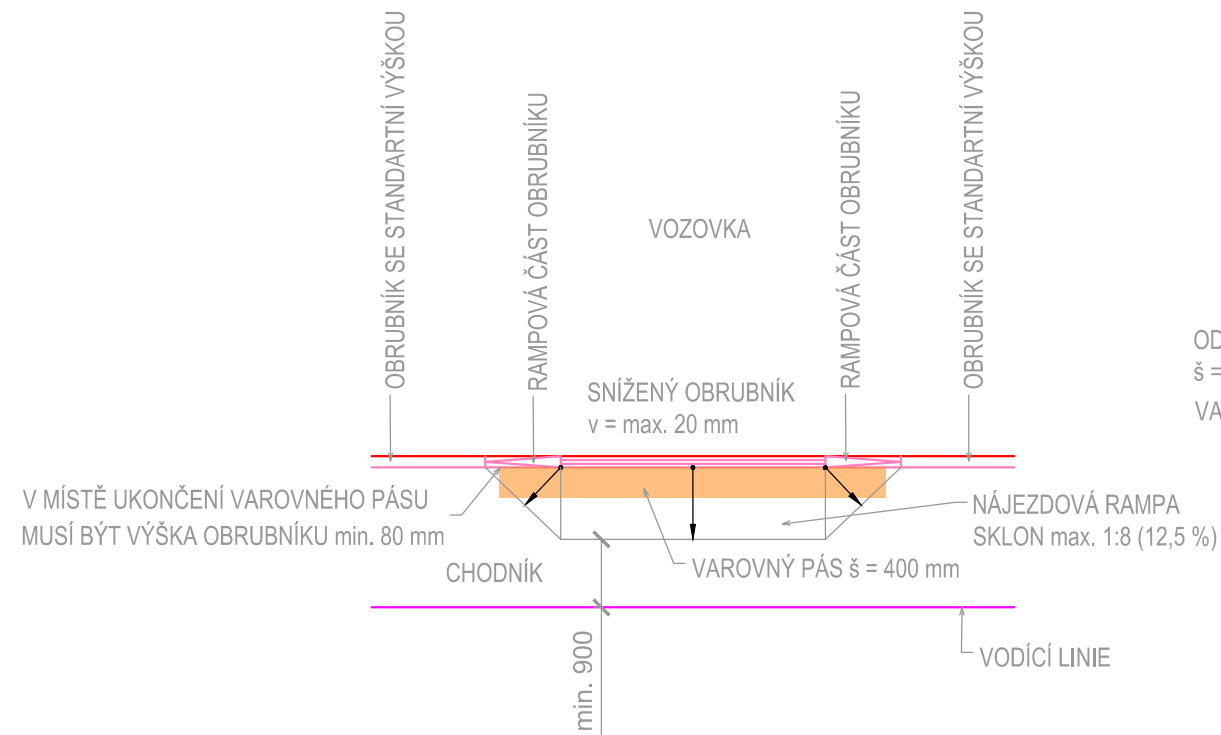 OBRUBNÍK SE STANDARTNÍ VÝŠKOU
RAMPOVÁ ČÁST OBRUBNÍKU
VOZOVKA
RAMPOVÁ ČÁST OBRUBNÍKU
OBRUBNÍK SE STANDARTNÍ VÝŠKOU
SNÍŽENÝ OBRUBNÍK
v = max. 20 mm
OD
š =
VA
V MÍSTĚ UKONČENÍ VAROVNÉHO PÁSU
MUSÍ BÝT VÝŠKA OBRUBNÍKU min. 80 mm
NÁJEZDOVÁ RAMPA
SKLON max. 1:8 (12,5 %)
CHODNÍK
VAROVNÝ PÁS š = 400 mm
min. 900
VODÍCÍ LINIE